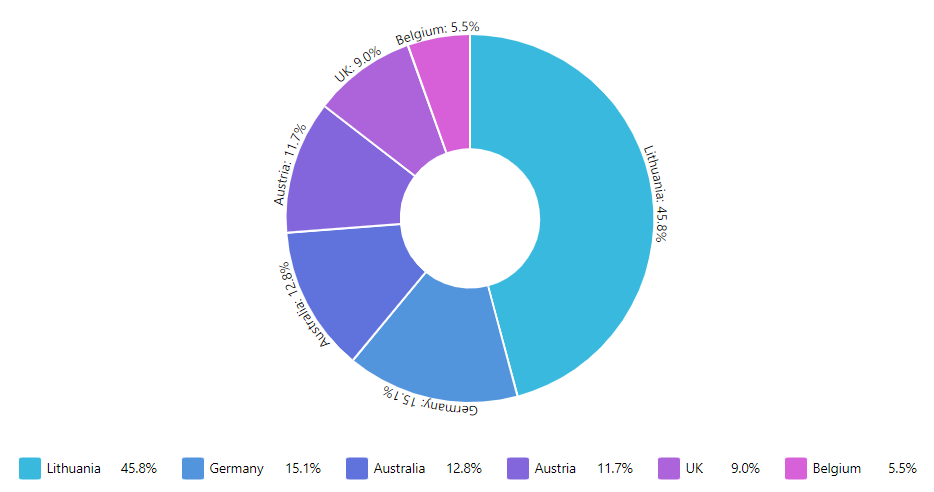 Belgium: 5.5%
UK: 9.0%
Austria: 11.7%
Lithuania: 45.8%
Australia: 12.8%
Germany: 15.1%
Lithuania 45.8% Germany 15.1% Australia 12.8% Austria 11.7% UK 9.0% Belgium 5.5%